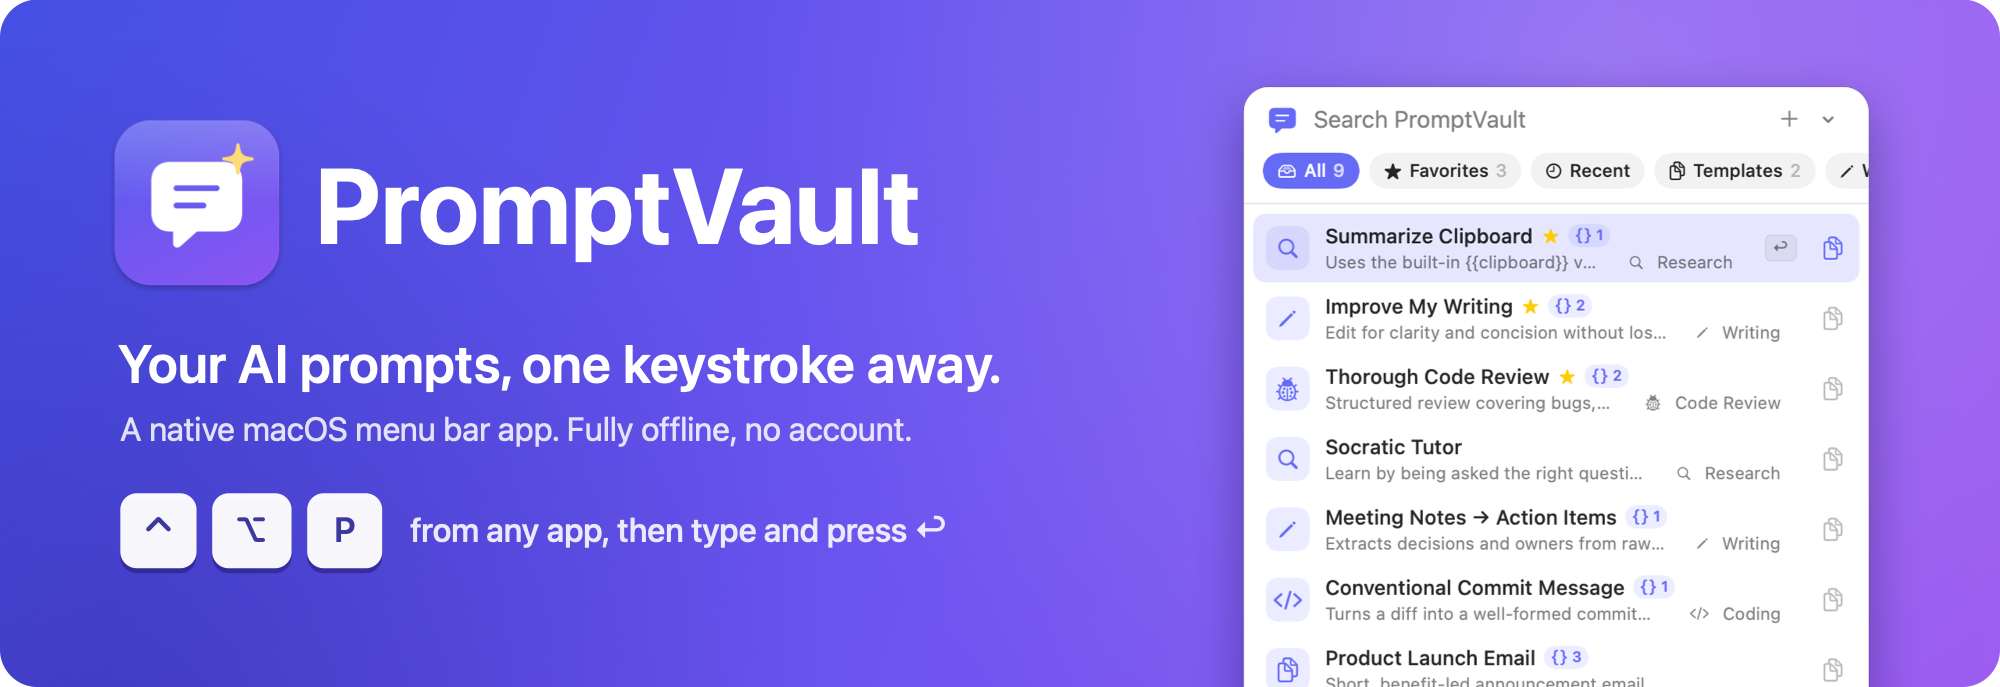 PromptVault
Your AI prompts, one keystroke away.
A native macOS menu bar app. Fully offline, no account.
^ ⌥ P from any app, then type and press ↩
Search PromptVault
All 9 Favorites 3 Recent Templates 2
Summarize Clipboard {} 1
Uses the built-in {{clipboard}} v... Research
Improve My Writing {} 2
Edit for clarity and concision without los... Writing
Thorough Code Review {} 2
Structured review covering bugs,... Code Review
Socratic Tutor
Learn by being asked the right questi... Research
Meeting Notes → Action Items {} 1
Extracts decisions and owners from raw... Writing
Conventional Commit Message {} 1
Turns a diff into a well-formed commit... </> Coding
Product Launch Email {} 3
Short, benefit-led announcement email